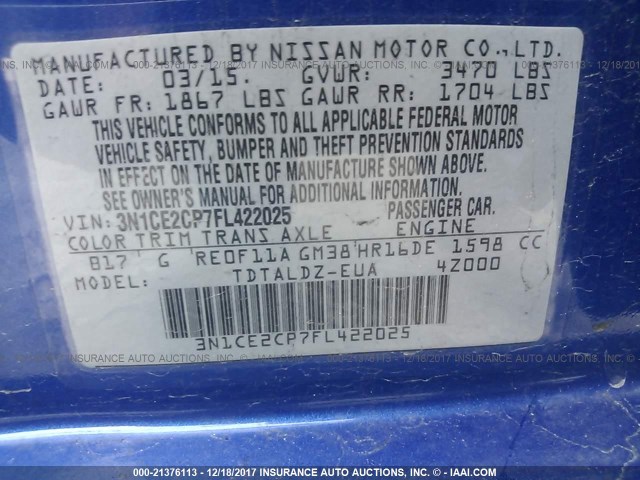 MANUFACTURED BY NISSAN MOTOR CO.,LTD.
DATE: 03/15. GVWR: 3470 LBS
GAWR FR: 1867 LBS GAWR RR: 1704 LBS
THIS VEHICLE CONFORMS TO ALL APPLICABLE FEDERAL MOTOR
VEHICLE SAFETY, BUMPER AND THEFT PREVENTION STANDARDS
IN EFFECT ON THE DATE OF MANUFACTURE SHOWN ABOVE.
SEE OWNER'S MANUAL FOR ADDITIONAL INFORMATION.
VIN: 3N1CE2CP7FL422025 PASSENGER CAR.
COLOR TRIM TRANS AXLE ENGINE
B17 G RE0F11A GM38 HR16DE 1598 CC
MODEL: TDTALDZ-EUA 4Z000
3N1CE2CP7FL422025
000-21376113 - 12/18/2017 INSURANCE AUTO AUCTIONS, INC. - © IAAI.COM